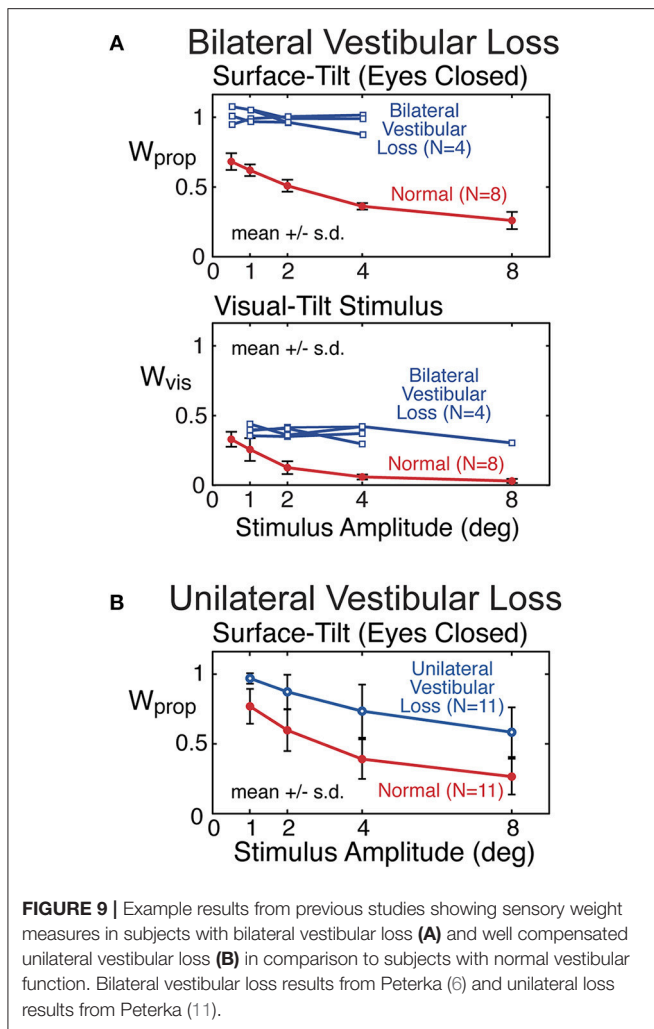 A Bilateral Vestibular Loss
Surface-Tilt (Eyes Closed)
1
Bilateral
Vestibular
Loss (N=4)
Wprop
0.5
Normal (N=8)
mean +/- s.d.
0
0 1 2 4 8
Visual-Tilt Stimulus
1
mean +/- s.d.
Wvis
Bilateral
Vestibular
Loss (N=4)
0.5
Normal (N=8)
0
0 1 2 4 8
Stimulus Amplitude (deg)
B Unilateral Vestibular Loss
Surface-Tilt (Eyes Closed)
1
Unilateral
Vestibular
Loss (N=11)
Wprop
0.5
mean +/- s.d.
Normal (N=11)
0
0 1 2 4 8
Stimulus Amplitude (deg)
FIGURE 9 | Example results from previous studies showing sensory weight
measures in subjects with bilateral vestibular loss (A) and well compensated
unilateral vestibular loss (B) in comparison to subjects with normal vestibular
function. Bilateral vestibular loss results from Peterka (6) and unilateral loss
results from Peterka (11).